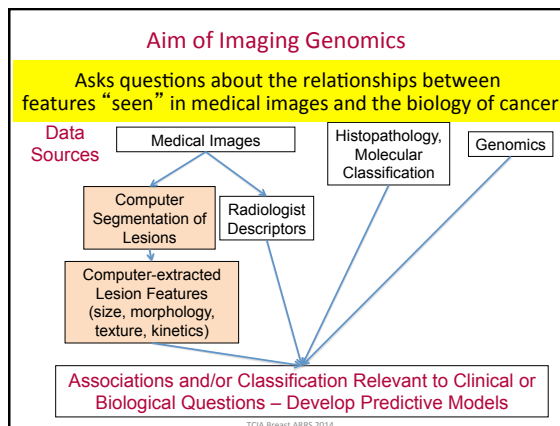 Aim of Imaging Genomics
Asks questions about the relationships between
features “seen” in medical images and the biology of cancer
Data
Sources
Medical Images
Histopathology,
Molecular
Classification
Genomics
Computer
Segmentation of
Lesions
Radiologist
Descriptors
Computer-extracted
Lesion Features
(size, morphology,
texture, kinetics)
Associations and/or Classification Relevant to Clinical or
Biological Questions – Develop Predictive Models
TCIA Breast ABRS 2014